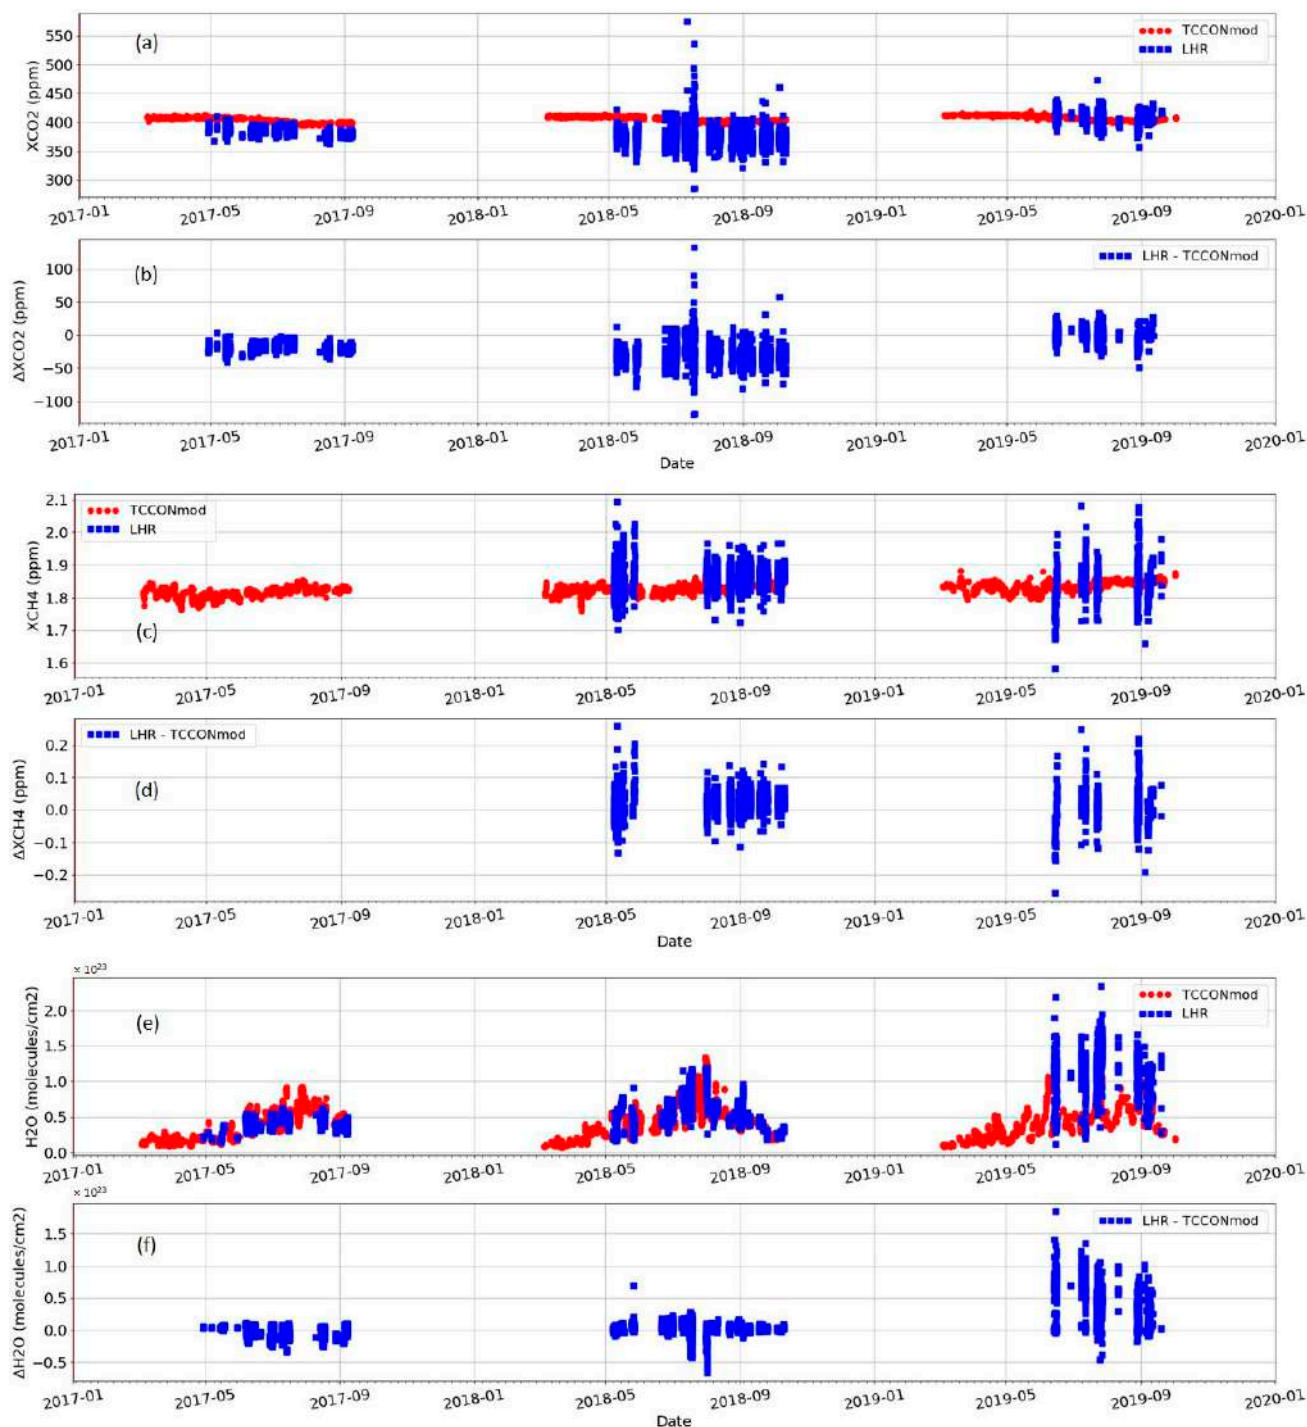 (a)
TCCONmod
LHR
XCO2 (ppm)
550
500
450
400
350
300
2017-01 2017-05 2017-09 2018-01 2018-05 2018-09 2019-01 2019-05 2019-09 2020-01
(b)
LHR - TCCONmod
ΔXCO2 (ppm)
100
50
0
−50
−100
2017-01 2017-05 2017-09 2018-01 2018-05 2018-09 2019-01 2019-05 2019-09 2020-01
Date
TCCONmod
LHR
(c)
XCH4 (ppm)
2.1
2.0
1.9
1.8
1.7
1.6
2017-01 2017-05 2017-09 2018-01 2018-05 2018-09 2019-01 2019-05 2019-09 2020-01
LHR - TCCONmod
(d)
ΔXCH4 (ppm)
0.2
0.1
0.0
−0.1
−0.2
2017-01 2017-05 2017-09 2018-01 2018-05 2018-09 2019-01 2019-05 2019-09 2020-01
Date
× 10²³
(e)
TCCONmod
LHR
H2O (molecules/cm2)
2.0
1.5
1.0
0.5
0.0
2017-01 2017-05 2017-09 2018-01 2018-05 2018-09 2019-01 2019-05 2019-09 2020-01
× 10²³
(f)
LHR - TCCONmod
ΔH2O (molecules/cm2)
1.5
1.0
0.5
0.0
−0.5
2017-01 2017-05 2017-09 2018-01 2018-05 2018-09 2019-01 2019-05 2019-09 2020-01
Date